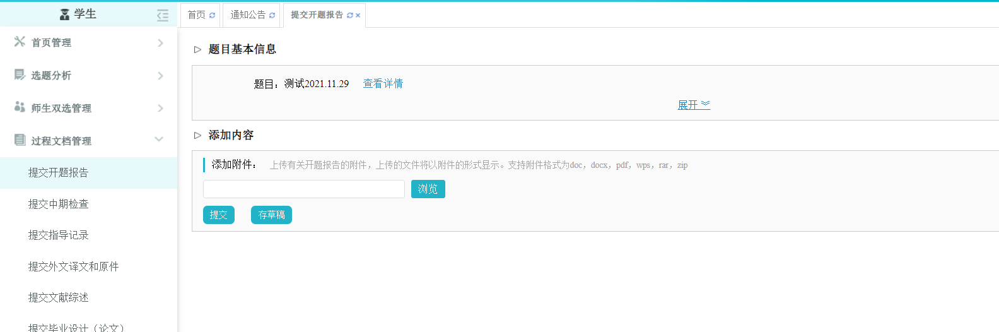 学生
首页管理
选题分析
师生双选管理
过程文档管理
提交开题报告
提交中期检查
提交指导记录
提交外文译文和原件
提交文献综述
提交毕业设计（论文）
首页 通知公告 提交开题报告
题目基本信息
题目：测试2021.11.29 查看详情
展开
添加内容
添加附件： 上传有关开题报告的附件，上传的文件将以附件的形式显示。支持附件格式为doc，docx，pdf，wps，rar，zip
浏览
提交 存草稿